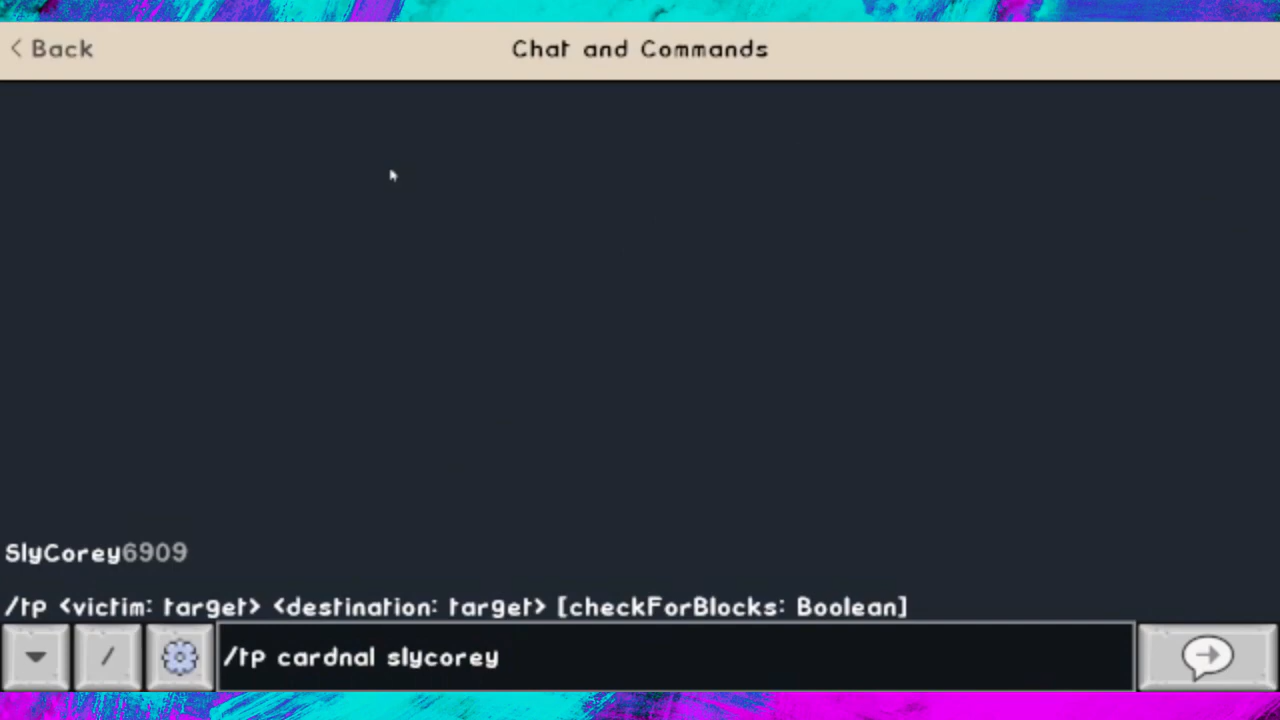 < Back
Chat and Commands
SlyCorey6909
/tp <victim: target> <destination: target> [checkForBlocks: Boolean]
/
/tp cardnal slycorey